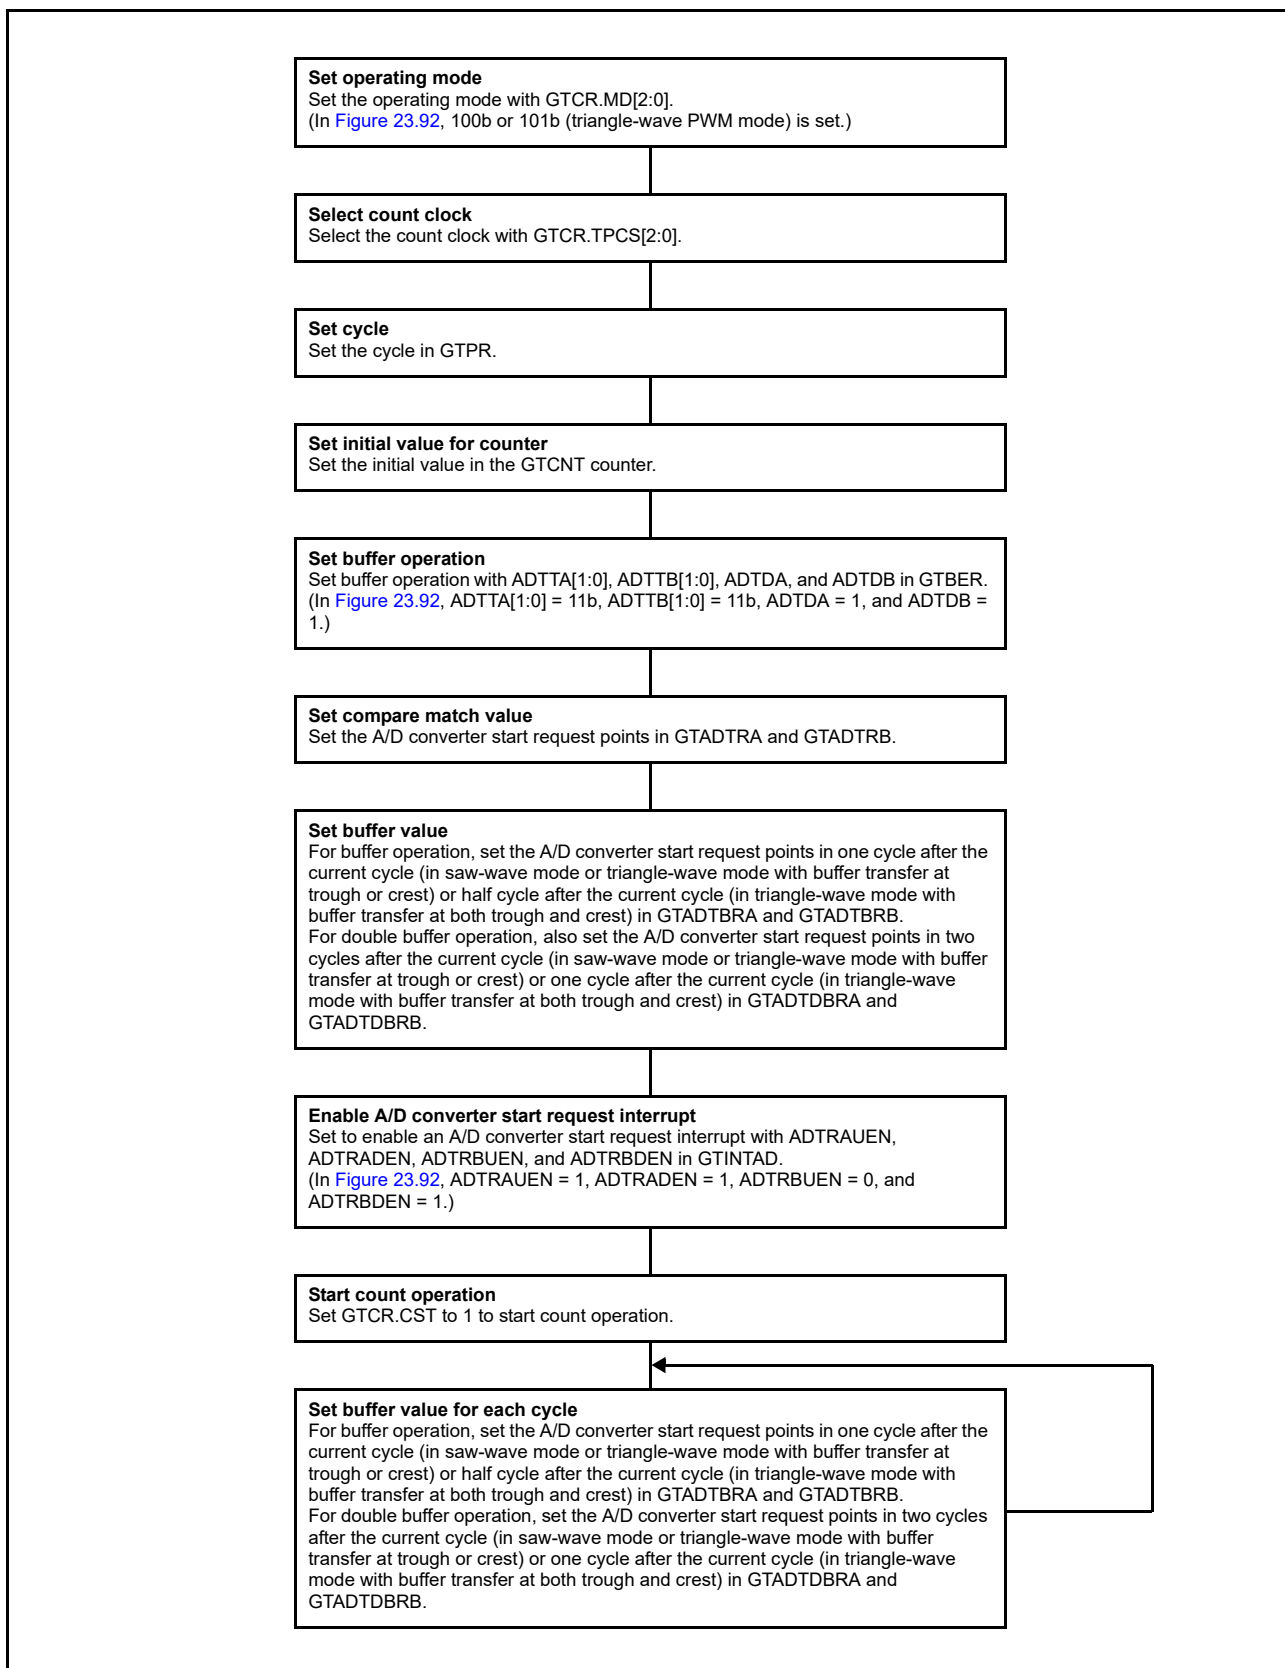 Set operating mode
Set the operating mode with GTCR.MD[2:0].
(In Figure 23.92, 100b or 101b (triangle-wave PWM mode) is set.)
Select count clock
Select the count clock with GTCR.TPCS[2:0].
Set cycle
Set the cycle in GTPR.
Set initial value for counter
Set the initial value in the GTCNT counter.
Set buffer operation
Set buffer operation with ADTTA[1:0], ADTTB[1:0], ADTDA, and ADTDB in GTBER.
(In Figure 23.92, ADTTA[1:0] = 11b, ADTTB[1:0] = 11b, ADTDA = 1, and ADTDB =
1.)
Set compare match value
Set the A/D converter start request points in GTADTRA and GTADTRB.
Set buffer value
For buffer operation, set the A/D converter start request points in one cycle after the
current cycle (in saw-wave mode or triangle-wave mode with buffer transfer at
trough or crest) or half cycle after the current cycle (in triangle-wave mode with
buffer transfer at both trough and crest) in GTADTBRA and GTADTBRB.
For double buffer operation, also set the A/D converter start request points in two
cycles after the current cycle (in saw-wave mode or triangle-wave mode with buffer
transfer at trough or crest) or one cycle after the current cycle (in triangle-wave
mode with buffer transfer at both trough and crest) in GTADTDBRA and
GTADTDBRB.
Enable A/D converter start request interrupt
Set to enable an A/D converter start request interrupt with ADTRAUEN,
ADTRADEN, ADTRBUEN, and ADTRBDEN in GTINTAD.
(In Figure 23.92, ADTRAUEN = 1, ADTRADEN = 1, ADTRBUEN = 0, and
ADTRBDEN = 1.)
Start count operation
Set GTCR.CST to 1 to start count operation.
Set buffer value for each cycle
For buffer operation, set the A/D converter start request points in one cycle after the
current cycle (in saw-wave mode or triangle-wave mode with buffer transfer at
trough or crest) or half cycle after the current cycle (in triangle-wave mode with
buffer transfer at both trough and crest) in GTADTBRA and GTADTBRB.
For double buffer operation, set the A/D converter start request points in two cycles
after the current cycle (in saw-wave mode or triangle-wave mode with buffer
transfer at trough or crest) or one cycle after the current cycle (in triangle-wave
mode with buffer transfer at both trough and crest) in GTADTDBRA and
GTADTDBRB.